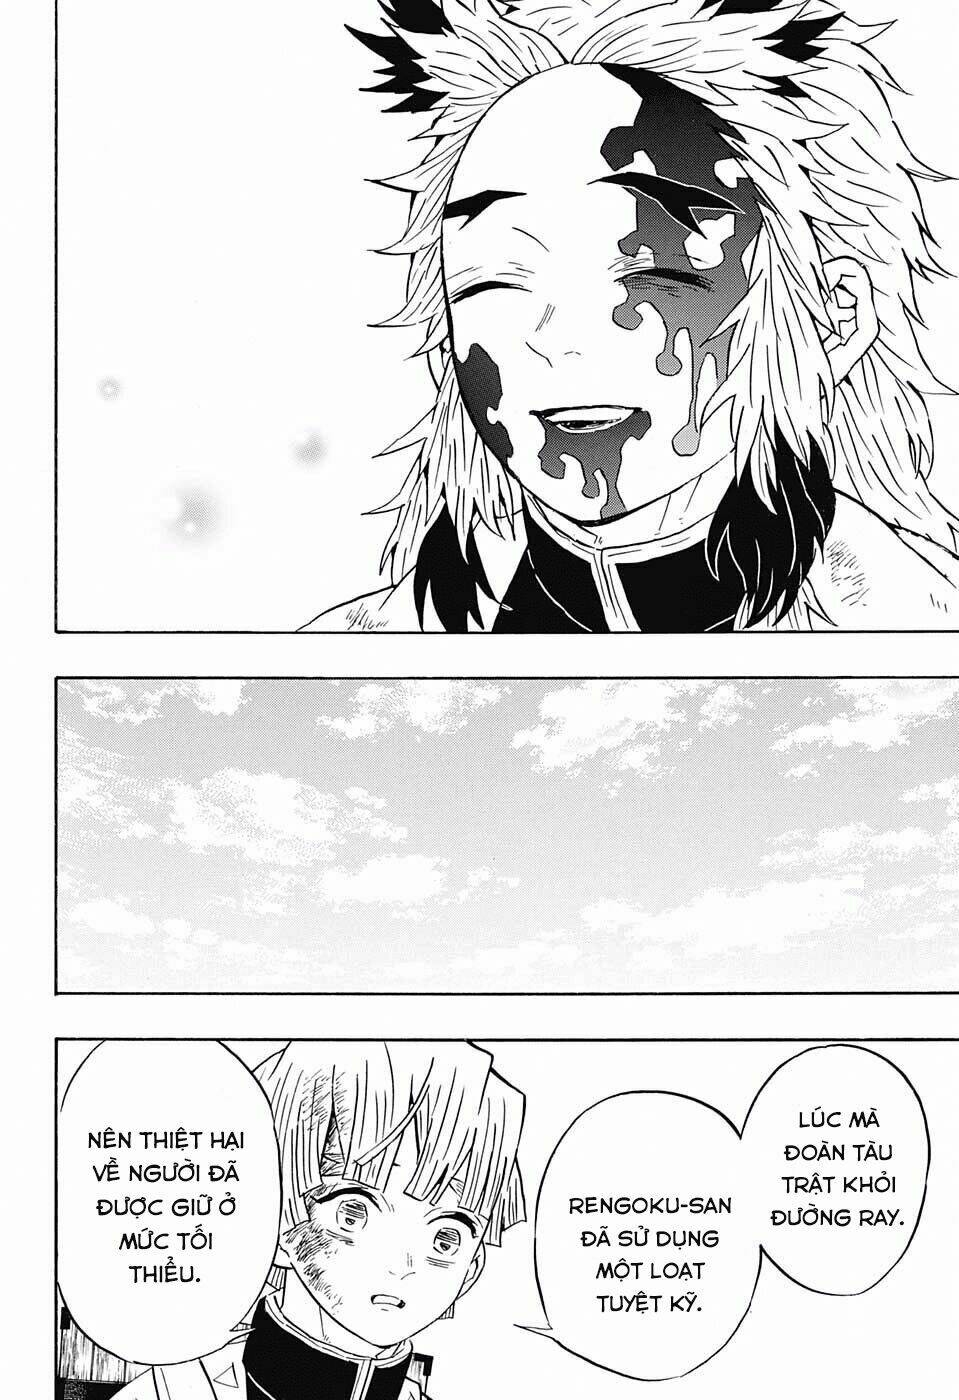 LÚC MÀ
ĐOÀN TÀU
TRẬT KHỎI
ĐƯỜNG RAY.
RENGOKU-SAN
ĐÃ SỬ DỤNG
MỘT LOẠT
TUYỆT KỸ.
NÊN THIỆT HẠI
VỀ NGƯỜI ĐÃ
ĐƯỢC GIỮ Ở
MỨC TỐI
THIỂU.